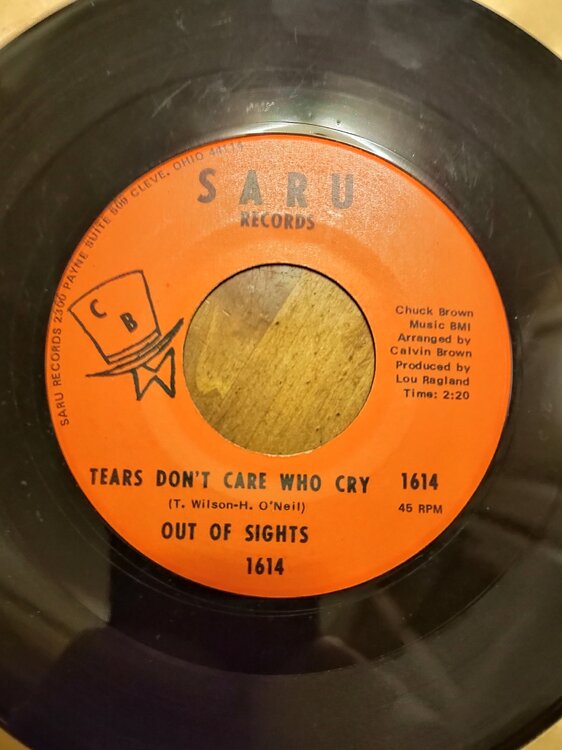 SARU
RECORDS
SARU RECORDS 2300 PAYNE SUITE 509 CLEVE. OHIO 44114
C
B
Chuck Brown
Music BMI
Arranged by
Calvin Brown
Produced by
Lou Ragland
Time: 2:20
TEARS DON'T CARE WHO CRY 1614
(T. Wilson-H. O'Neil) 45 RPM
OUT OF SIGHTS
1614